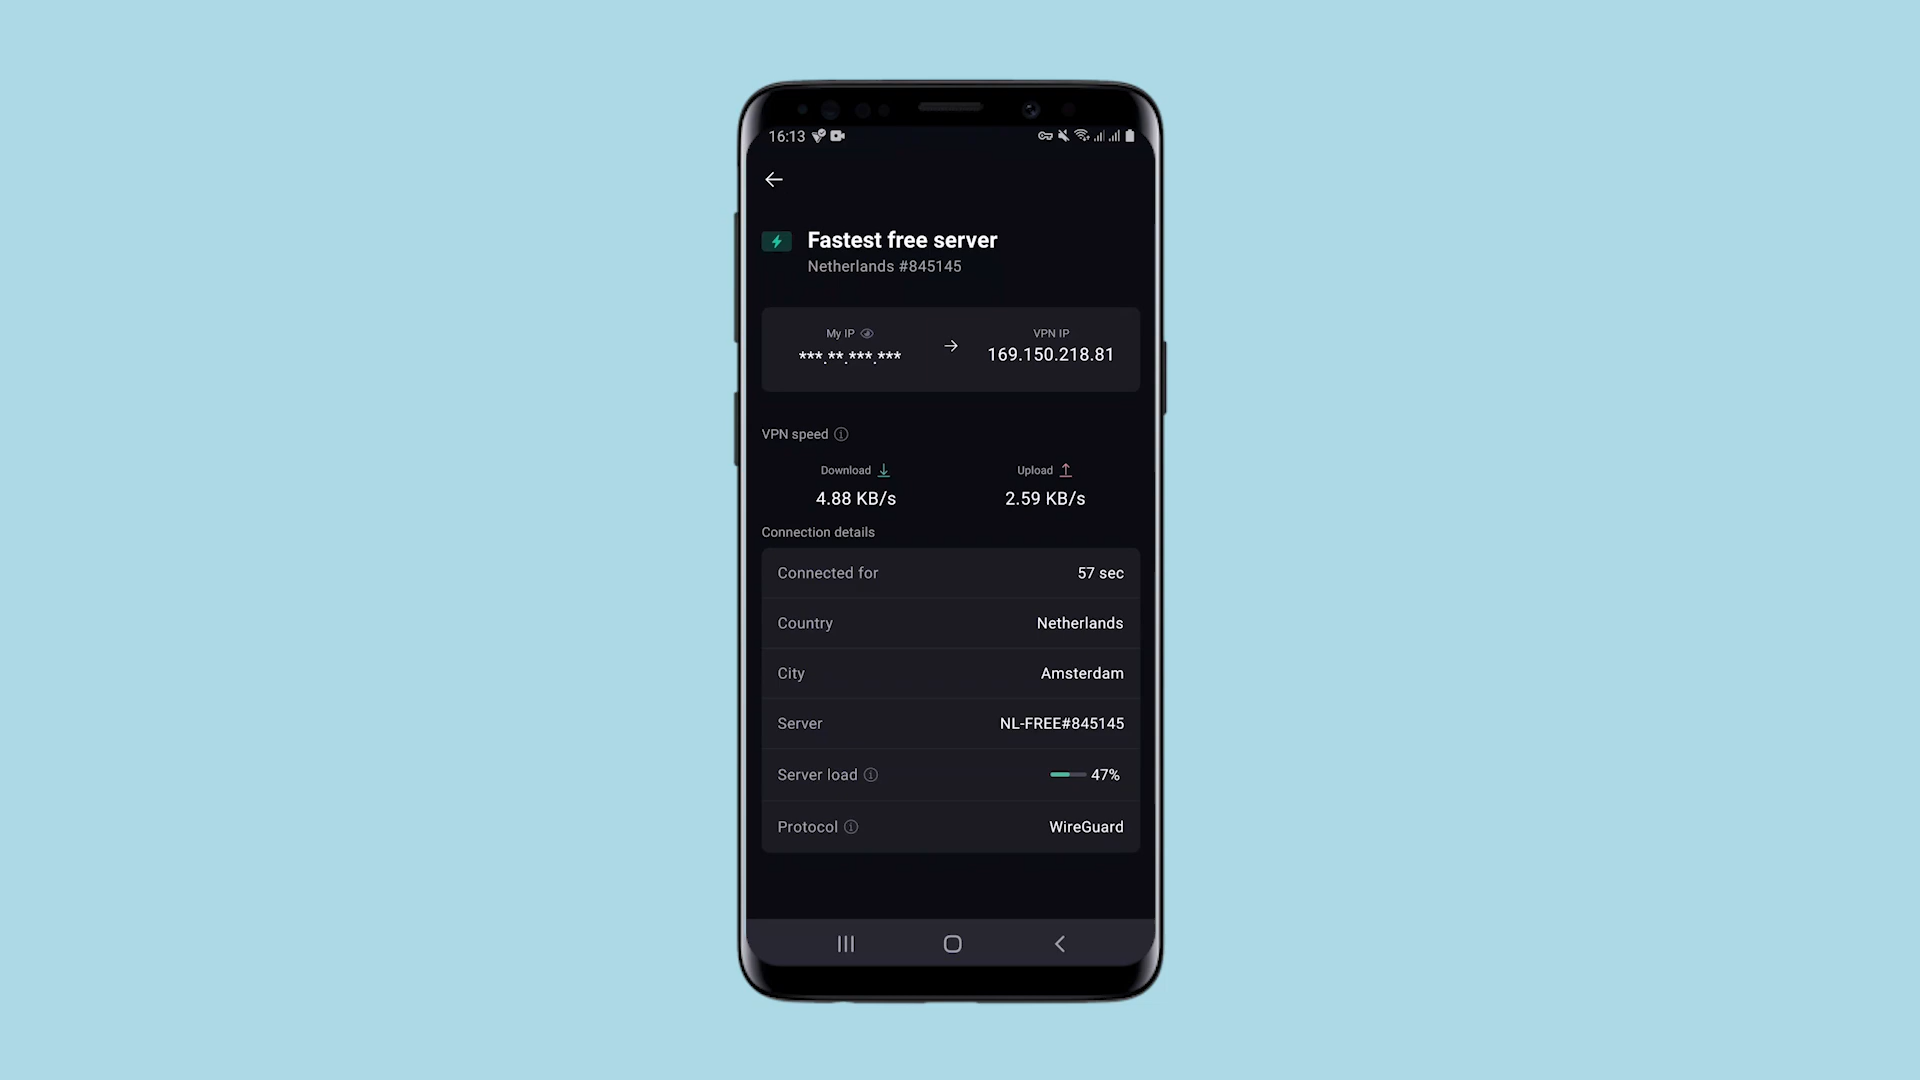 16:13
Fastest free server
Netherlands #845145
My IP
VPN IP
***.**.***.***
169.150.218.81
VPN speed
Download
Upload
4.88 KB/s
2.59 KB/s
Connection details
Connected for
57 sec
Country
Netherlands
City
Amsterdam
Server
NL-FREE#845145
Server load
47%
Protocol
WireGuard